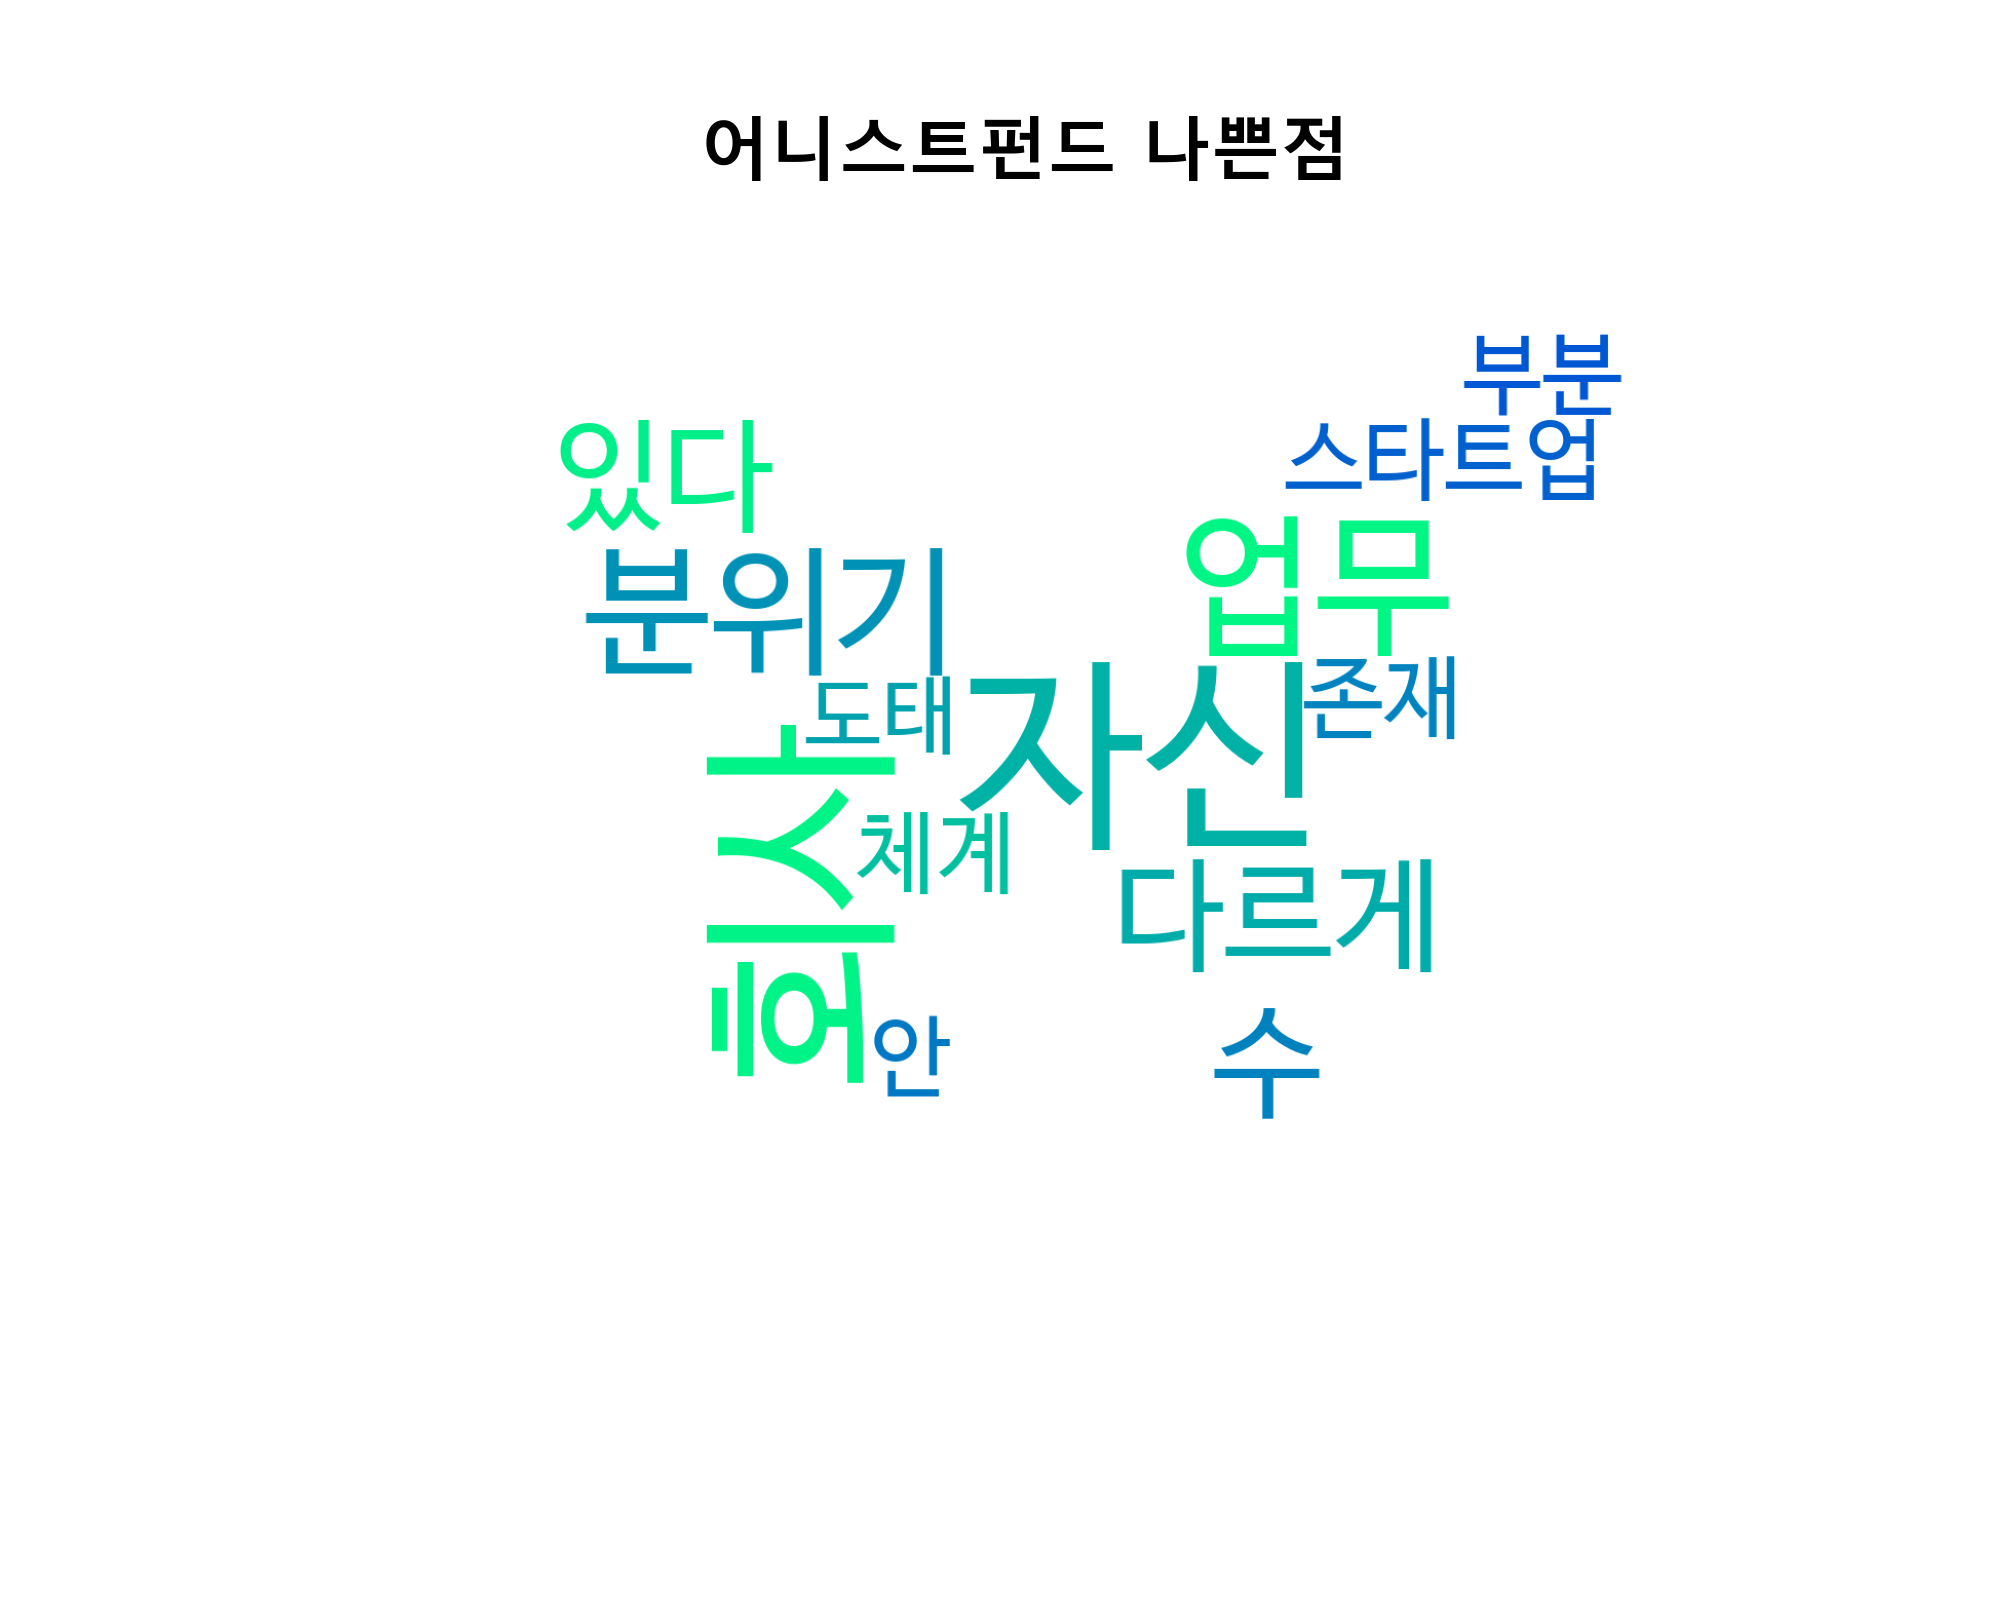 어니스트펀드 나쁜점
부분
있다
스타트업
업무
분위기
존재
도태
자신
회사
체계
다르게
안
수